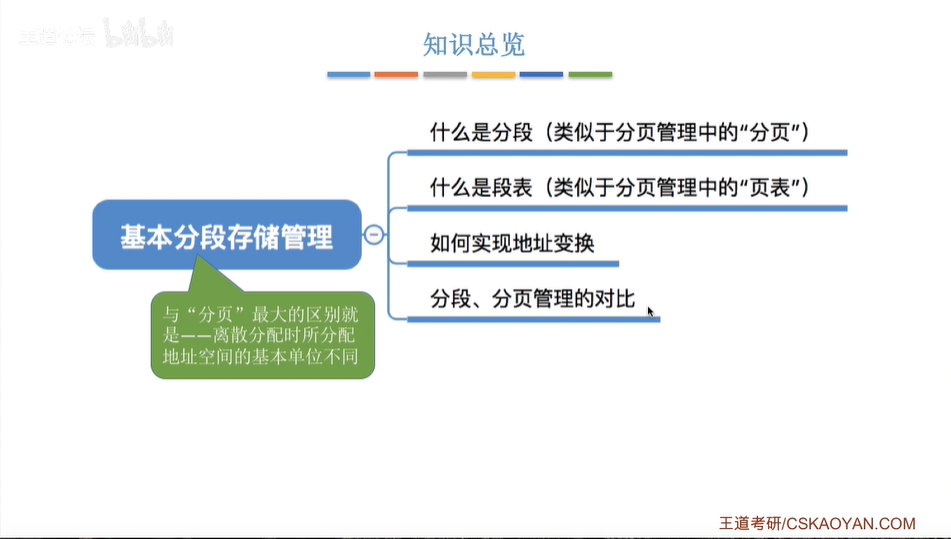 王道考研 bilibili
知识总览
什么是分段（类似于分页管理中的“分页”）
什么是段表（类似于分页管理中的“页表”）
基本分段存储管理
如何实现地址变换
分段、分页管理的对比
与“分页”最大的区别就
是——离散分配时所分配
地址空间的基本单位不同
王道考研/CSKAOYAN.COM